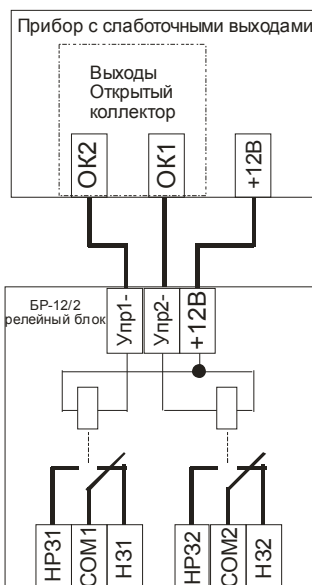 Прибор с слаботочными выходами
Выходы
Открытый
коллектор
ОК2
ОК1
+12В
БР-12/2
релейный блок
Упр1-
Упр2-
+12В
НР31
СОМ1
Н31
НР32
СОМ2
Н32